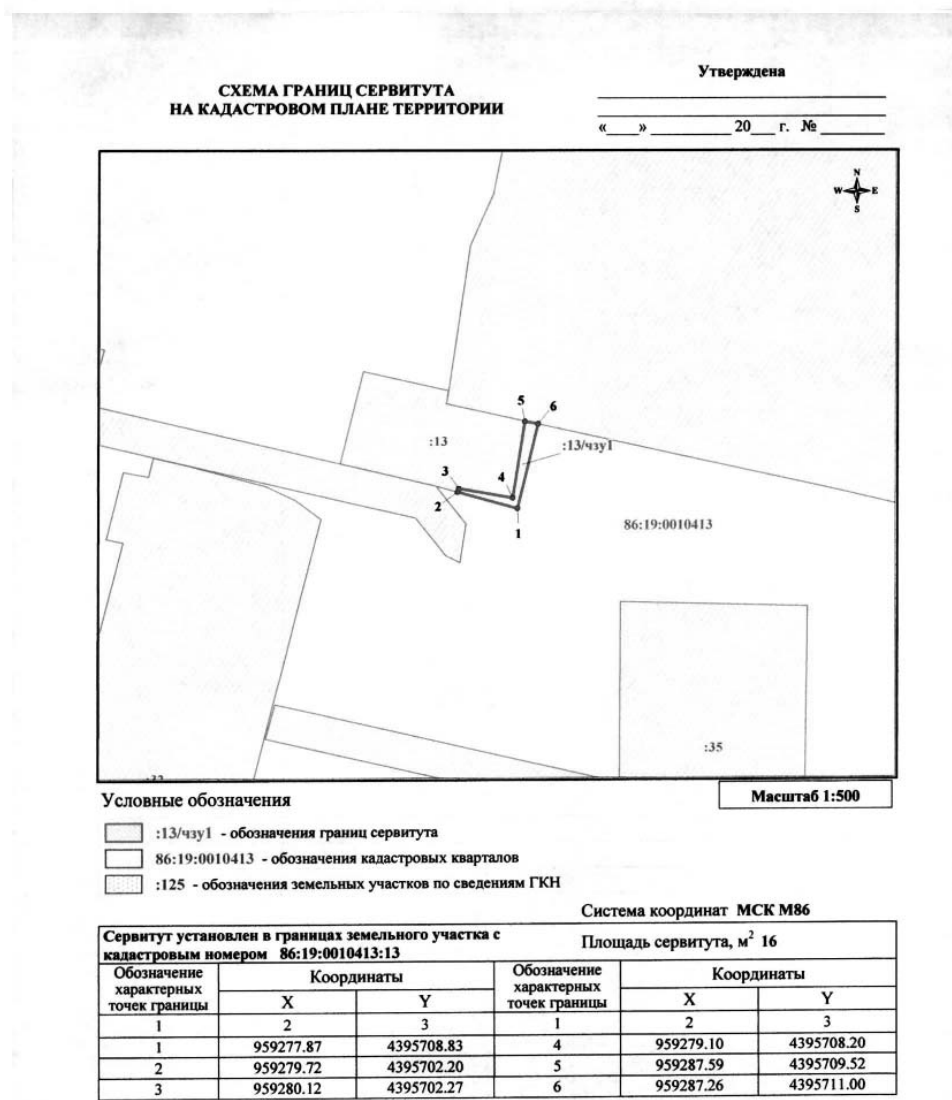 Утверждена
СХЕМА ГРАНИЦ СЕРВИТУТА
НА КАДАСТРОВОМ ПЛАНЕ ТЕРРИТОРИИ
«____» __________ 20___ г. № ________
N
W E
S
5 6
:13 :13/чзу1
3
4
2
1
86:19:0010413
:35
Условные обозначения
Масштаб 1:500
:13/чзу1 - обозначения границ сервитута
86:19:0010413 - обозначения кадастровых кварталов
:125 - обозначения земельных участков по сведениям ГКН
Система координат МСК М86
Сервитут установлен в границах земельного участка с
кадастровым номером 86:19:0010413:13
Площадь сервитута, м² 16
Обозначение характерных точек границы Координаты Обозначение характерных точек границы Координаты
X Y X Y
1 2 3 1 2 3
1 959277.87 4395708.83 4 959279.10 4395708.20
2 959279.72 4395702.20 5 959287.59 4395709.52
3 959280.12 4395702.27 6 959287.26 4395711.00